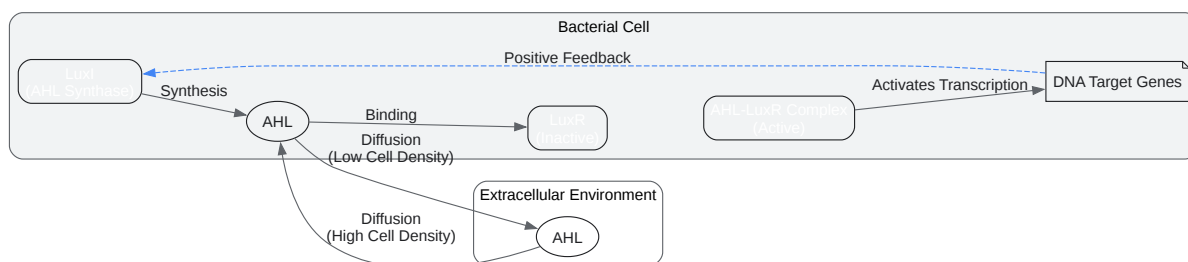 Bacterial Cell
Positive Feedback
LuxI
(AHL Synthase)
Synthesis
AHL
Binding
LuxR
(Inactive)
AHL-LuxR Complex
(Active)
Activates Transcription
DNA Target Genes
Diffusion
(Low Cell Density)
Extracellular Environment
AHL
Diffusion
(High Cell Density)